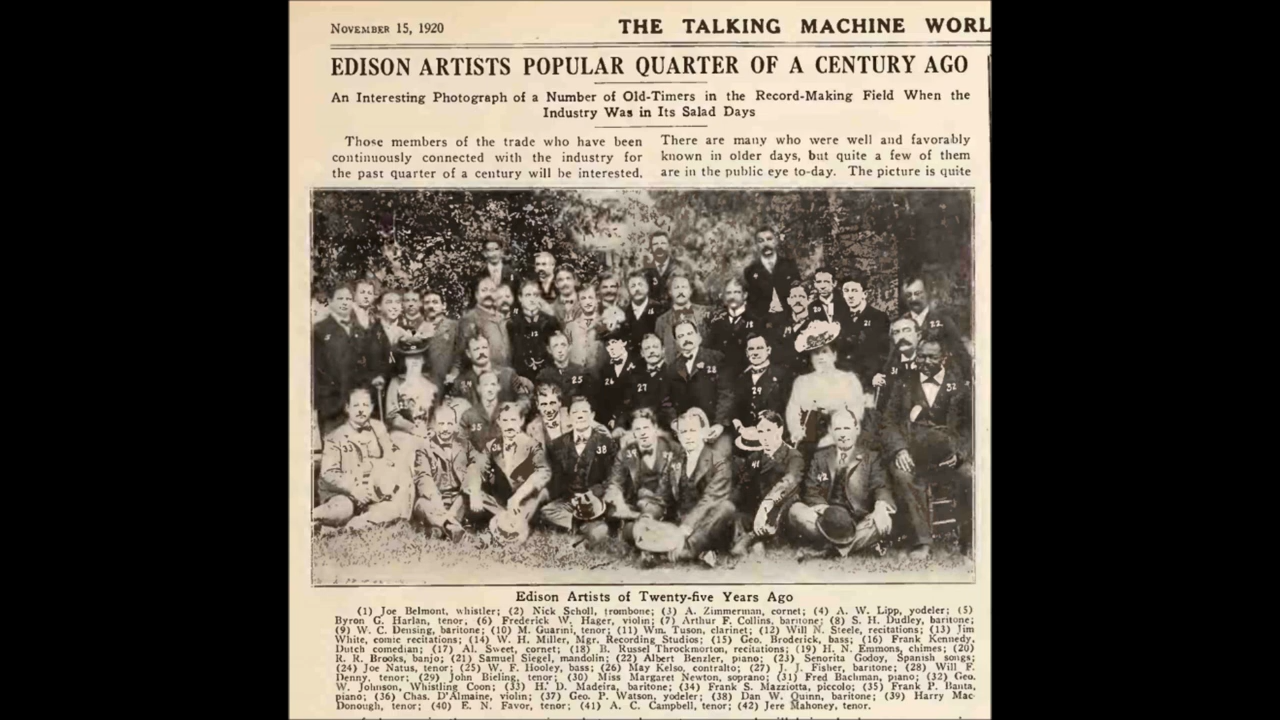 NOVEMBER 15, 1920
THE TALKING MACHINE WORL
EDISON ARTISTS POPULAR QUARTER OF A CENTURY AGO
An Interesting Photograph of a Number of Old-Timers in the Record-Making Field When the
Industry Was in Its Salad Days
Those members of the trade who have been
continuously connected with the industry for
the past quarter of a century will be interested,
There are many who were well and favorably
known in older days, but quite a few of them
are in the public eye to-day. The picture is quite
Edison Artists of Twenty-five Years Ago
(1) Joe Belmont, whistler; (2) Nick Scholl, trombone; (3) A. Zimmerman, cornet; (4) A. W. Lipp, yodeler; (5)
Byron G. Harlan, tenor, (6) Frederick W. Hager, violin; (7) Arthur F. Collins, baritone; (8) S. H. Dudley, baritone;
(9) W. C. Densing, baritone; (10) M. Guarini, tenor; (11) Wm. Tuson, clarinet; (12) Will N. Steele, recitations; (13) Jim
White, comic recitations; (14) W. H. Miller, Mgr. Recording Studios; (15) Geo. Broderick, bass; (16) Frank Kennedy,
Dutch comedian; (17) Al. Sweet, cornet; (18) B. Russel Throckmorton, recitations; (19) H. N. Emmons, chimes; (20)
R. R. Brooks, banjo; (21) Samuel Siegel, mandolin; (22) Albert Benzler, piano; (23) Senorita Godoy, Spanish songs;
(24) Joe Natus, tenor; (25) W. F. Hooley, bass; (26) May Kelso, contralto; (27) J. J. Fisher, baritone; (28) Will F.
Denny, tenor; (29) John Bieling, tenor; (30) Miss Margaret Newton, soprano; (31) Fred Bachman, piano; (32) Geo.
W. Johnson, Whistling Coon; (33) H. D. Madeira, baritone; (34) Frank S. Mazziotta, piccolo; (35) Frank P. Banta,
piano; (36) Chas. D'Almaine, violin; (37) Geo. P. Watson, yodeler; (38) Dan W. Quinn, baritone; (39) Harry Mac-
Donough, tenor; (40) E. N. Favor, tenor; (41) A. C. Campbell, tenor; (42) Jere Mahoney, tenor.